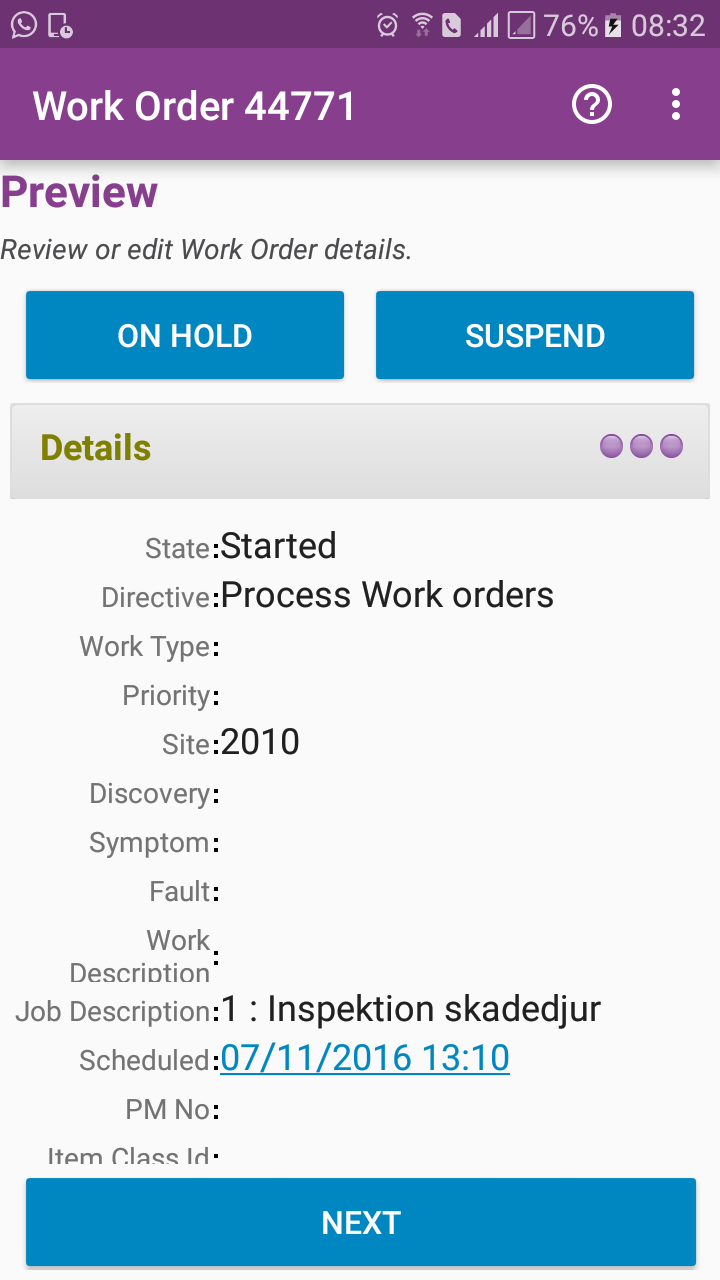 76% 08:32
Work Order 44771
Preview
Review or edit Work Order details.
ON HOLD SUSPEND
Details
State:Started
Directive:Process Work orders
Work Type:
Priority:
Site:2010
Discovery:
Symptom:
Fault:
Work
Description:
Job Description:1 : Inspektion skadedjur
Scheduled:07/11/2016 13:10
PM No:
Item Class Id:
NEXT